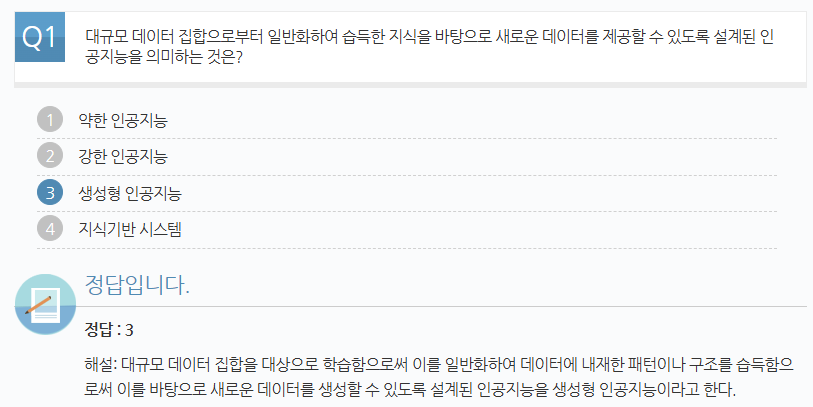 Q1
대규모 데이터 집합으로부터 일반화하여 습득한 지식을 바탕으로 새로운 데이터를 제공할 수 있도록 설계된 인
공지능을 의미하는 것은?
1 약한 인공지능
2 강한 인공지능
3 생성형 인공지능
4 지식기반 시스템
정답입니다.
정답 : 3
해설: 대규모 데이터 집합을 대상으로 학습함으로써 이를 일반화하여 데이터에 내재한 패턴이나 구조를 습득함으
로써 이를 바탕으로 새로운 데이터를 생성할 수 있도록 설계된 인공지능을 생성형 인공지능이라고 한다.